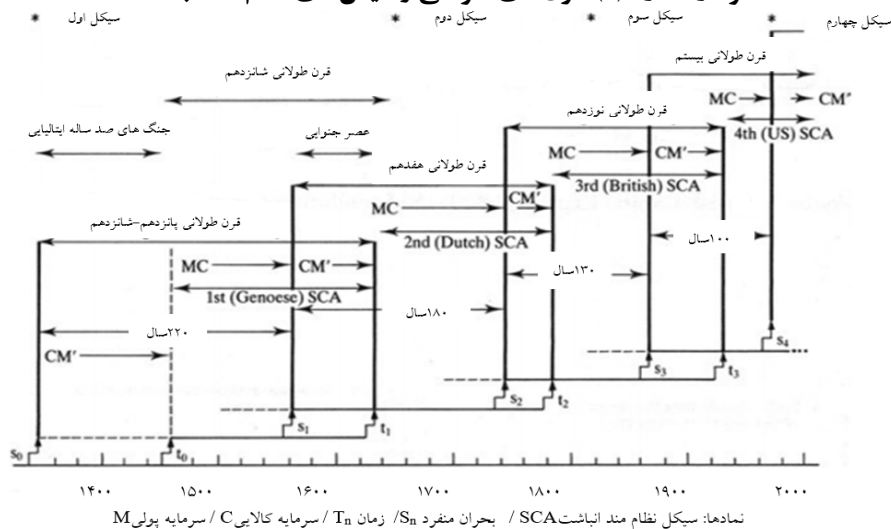 * سیکل اول * سیکل دوم * سیکل سوم * سیکل چهارم
قرن طولانی بیستم
قرن طولانی شانزدهم
MC CM′
قرن طولانی نوزدهم
جنگ های صد ساله ایتالیایی
عصر جنوایی
4th (US) SCA
MC CM′
قرن طولانی هفدهم
3rd (British) SCA
MC CM′
قرن طولانی پانزدهم-شانزدهم
2nd (Dutch) SCA
۱۰۰سال
MC CM′
۱۳۰سال
1st (Genoese) SCA
۱۸۰سال
۲۲۰سال
CM′
s4
s3 t3
s2 t2
s1 t1
s0 t0
۱۴۰۰ ۱۵۰۰ ۱۶۰۰ ۱۷۰۰ ۱۸۰۰ ۱۹۰۰ ۲۰۰۰
نمادها: سیکل نظام مند انباشت SCA / بحران منفرد Sn/ زمان Tn / سرمایه کالایی C / سرمایه پولی M